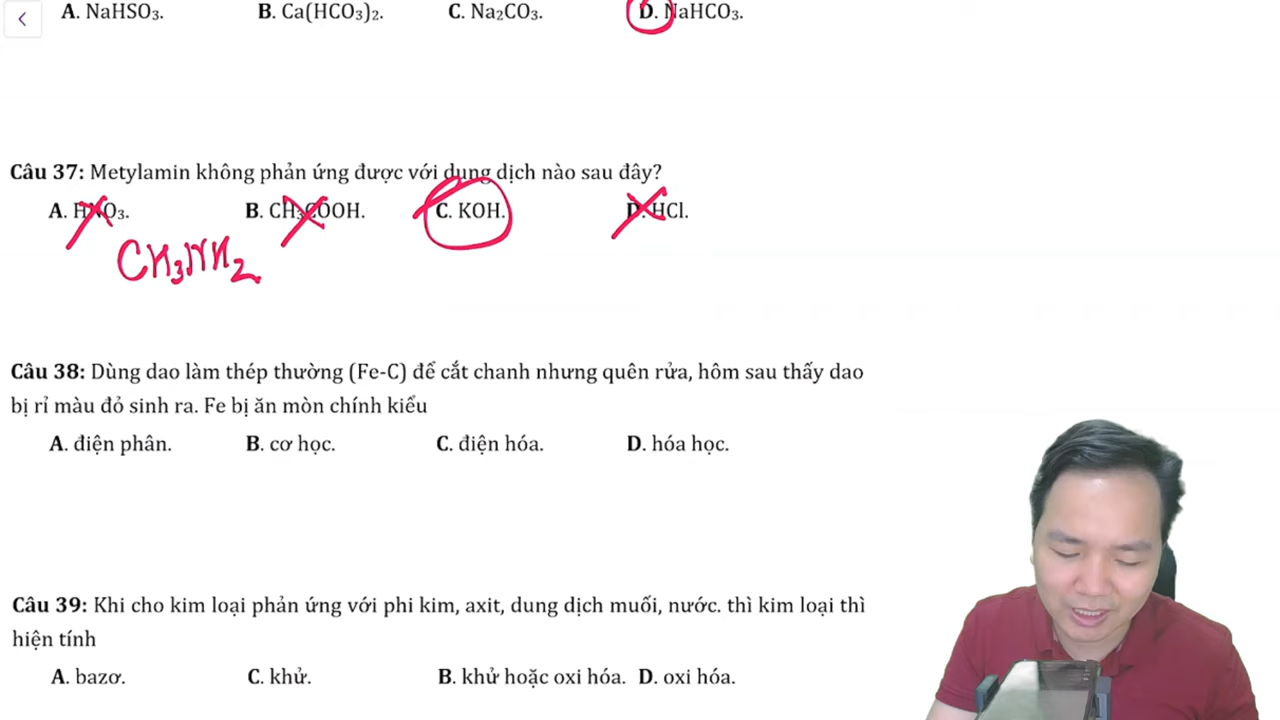 A. NaHSO₃. B. Ca(HCO₃)₂. C. Na₂CO₃. D. NaHCO₃.
Câu 37: Metylamin không phản ứng được với dung dịch nào sau đây?
A. HNO₃. B. CH₃COOH. C. KOH. D. HCl.
CH₃NH₂
Câu 38: Dùng dao làm thép thường (Fe-C) để cắt chanh nhưng quên rửa, hôm sau thấy dao
bị rỉ màu đỏ sinh ra. Fe bị ăn mòn chính kiểu
A. điện phân. B. cơ học. C. điện hóa. D. hóa học.
Câu 39: Khi cho kim loại phản ứng với phi kim, axit, dung dịch muối, nước. thì kim loại thì
hiện tính
A. bazơ. C. khử. B. khử hoặc oxi hóa. D. oxi hóa.